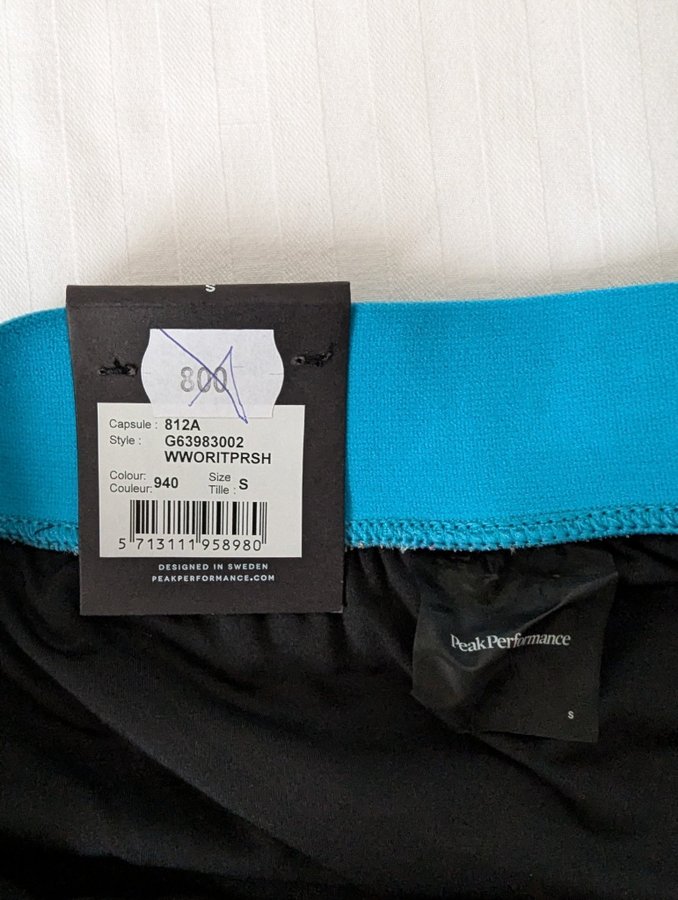 S
800
Capsule : 812A
Style : G63983002
WWORITPRSH
Colour: 940 Size S
Couleur: Tille :
5 713111 958980
DESIGNED IN SWEDEN
PEAKPERFORMANCE.COM
PeakPerformance
S